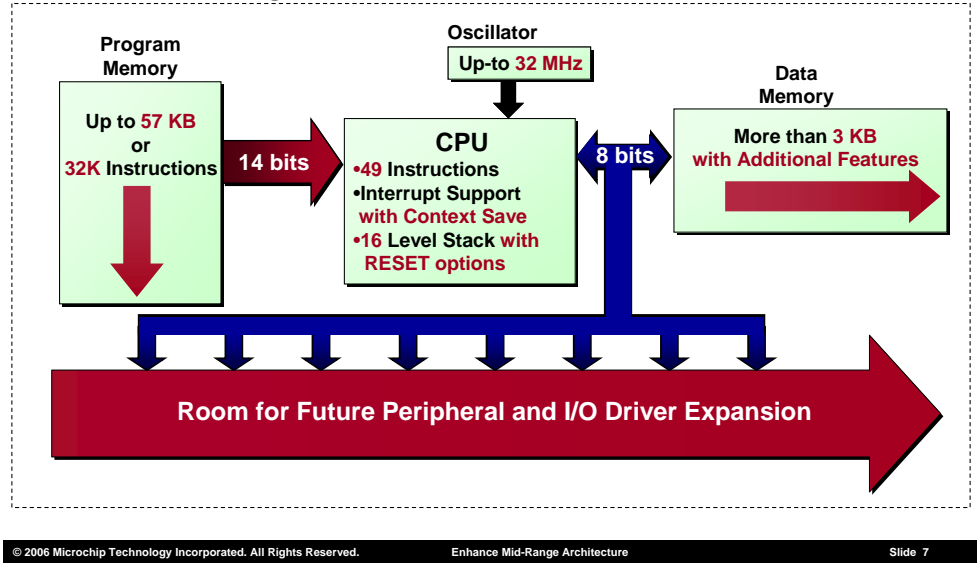 Program
Memory
Up to 57 KB
or
32K Instructions
14 bits
Oscillator
Up-to 32 MHz
CPU
•49 Instructions
•Interrupt Support
with Context Save
•16 Level Stack with
RESET options
8 bits
Data
Memory
More than 3 KB
with Additional Features
Room for Future Peripheral and I/O Driver Expansion
© 2006 Microchip Technology Incorporated. All Rights Reserved. Enhance Mid-Range Architecture Slide 7